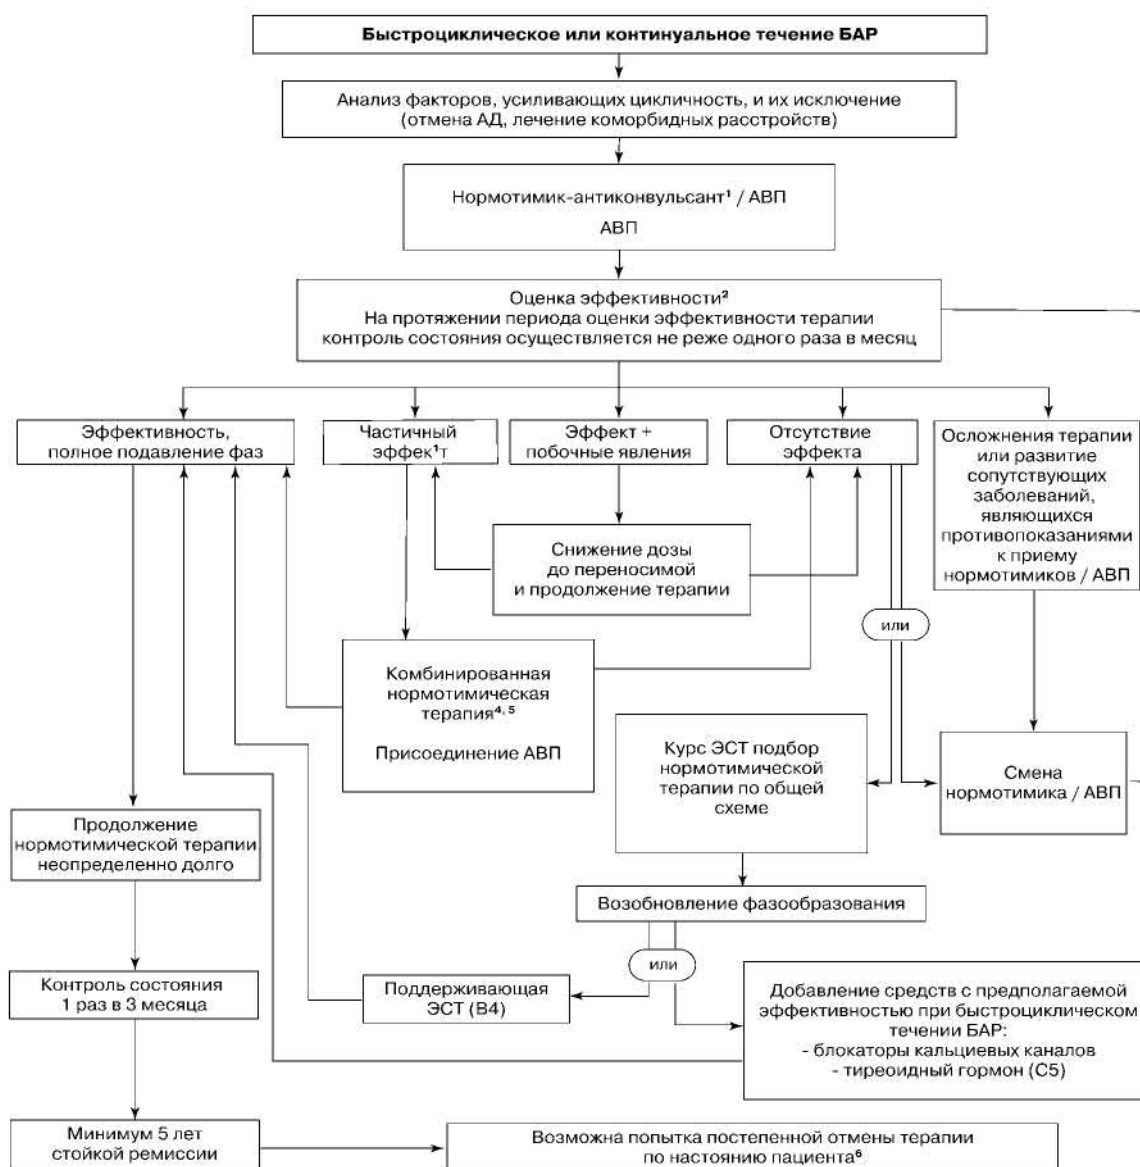 Быстроциклическое или континуальное течение БАР
Анализ факторов, усиливающих цикличность, и их исключение
(отмена АД, лечение коморбидных расстройств)
Нормотимик-антиконвульсант¹ / АВП
АВП
Оценка эффективности²
На протяжении периода оценки эффективности терапии
контроль состояния осуществляется не реже одного раза в месяц
Эффективность,
полное подавление фаз
Частичный
эффек¹т
Эффект +
побочные явления
Отсутствие
эффекта
Осложнения терапии
или развитие
сопутствующих
заболеваний,
являющихся
противопоказаниями
к приему
нормотимиков / АВП
Снижение дозы
до переносимой
и продолжение терапии
или
Комбинированная
нормотимическая
терапия⁴˒ ⁵
Присоединение АВП
Курс ЭСТ подбор
нормотимической
терапии по общей
схеме
Смена
нормотимика / АВП
Продолжение
нормотимической терапии
неопределенно долго
Возобновление фазообразования
или
Контроль состояния
1 раз в 3 месяца
Поддерживающая
ЭСТ (B4)
Добавление средств с предполагаемой
эффективностью при быстроциклическом
течении БАР:
- блокаторы кальциевых каналов
- тиреоидный гормон (C5)
Минимум 5 лет
стойкой ремиссии
Возможна попытка постепенной отмены терапии
по настоянию пациента⁶